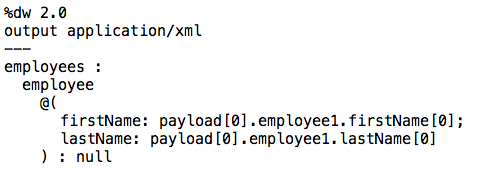 %dw 2.0
output application/xml
---
employees :
  employee
    @(
      firstName: payload[0].employee1.firstName[0];
      lastName: payload[0].employee1.lastName[0]
    ) : null